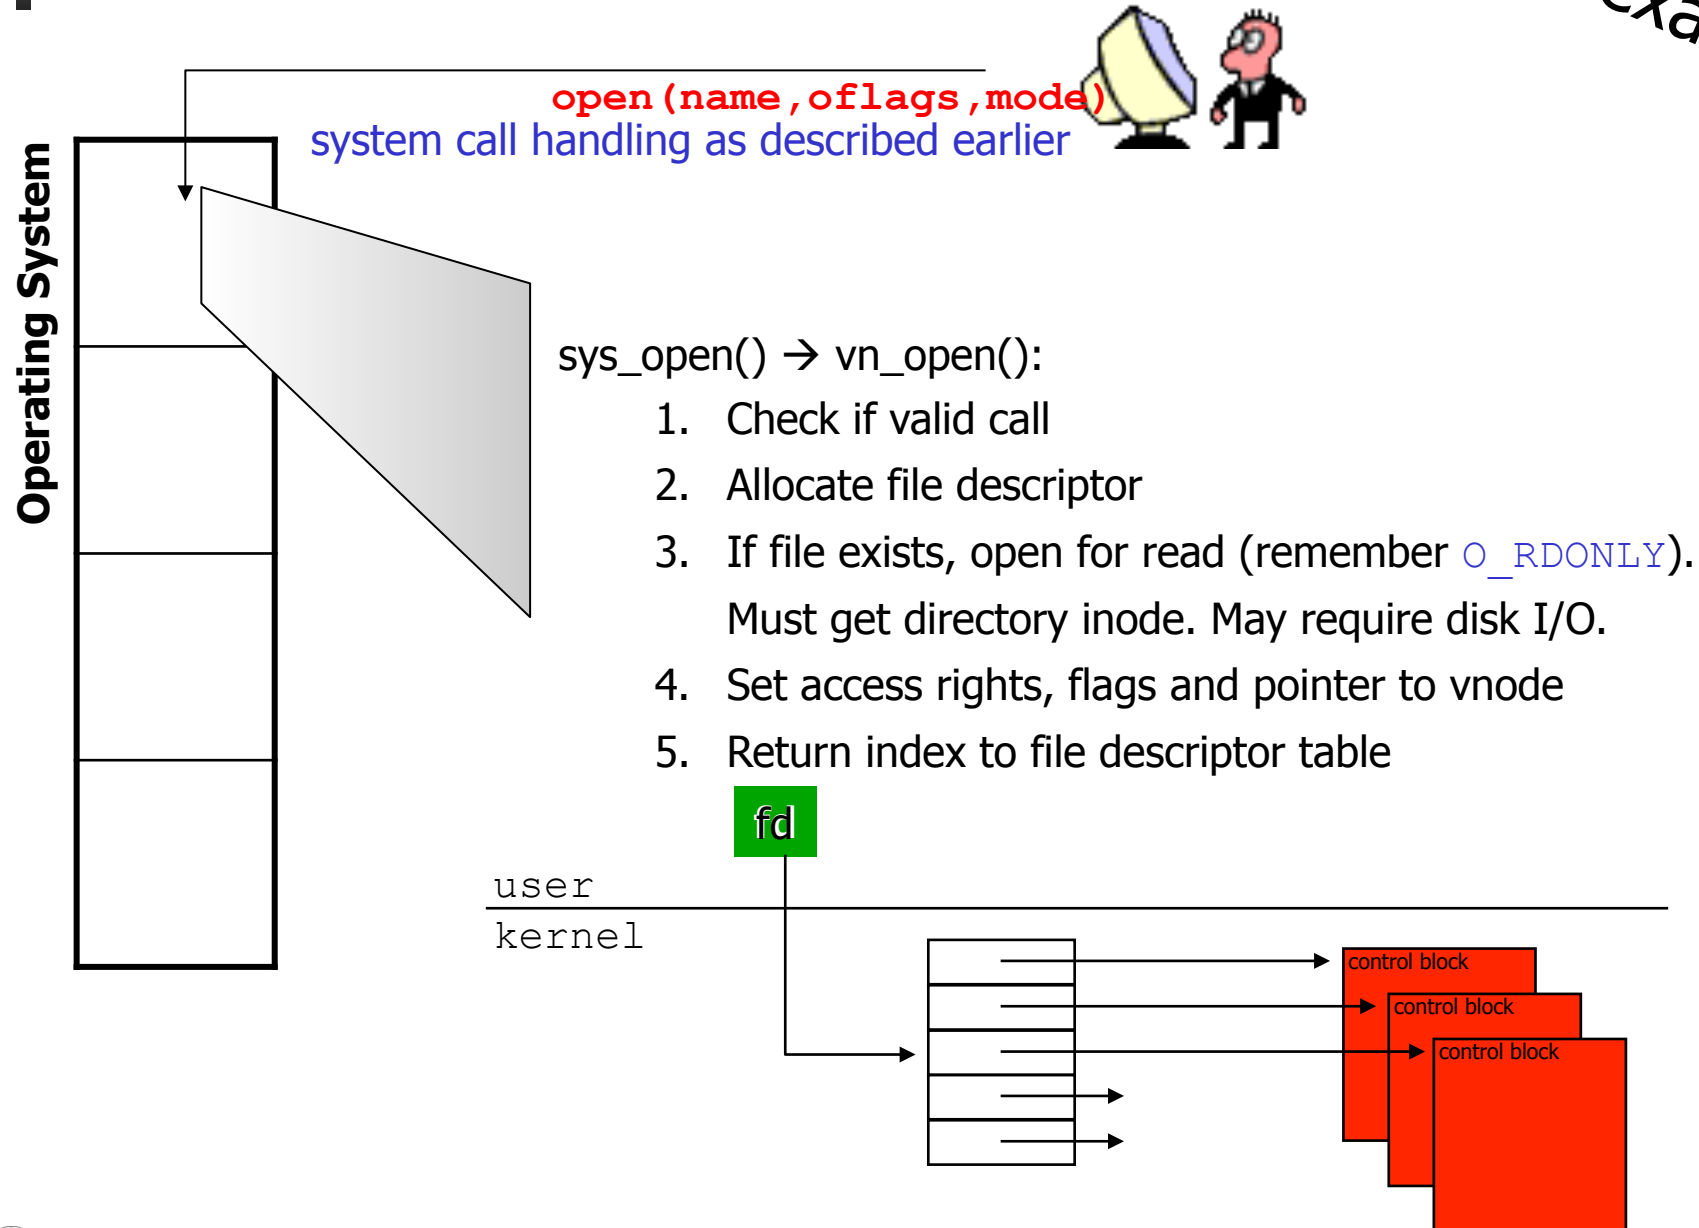 open(name,oflags,mode)
system call handling as described earlier
Operating System
sys_open() → vn_open():
1. Check if valid call
2. Allocate file descriptor
3. If file exists, open for read (remember O_RDONLY).
Must get directory inode. May require disk I/O.
4. Set access rights, flags and pointer to vnode
5. Return index to file descriptor table
fd
user
kernel
control block
control block
control block